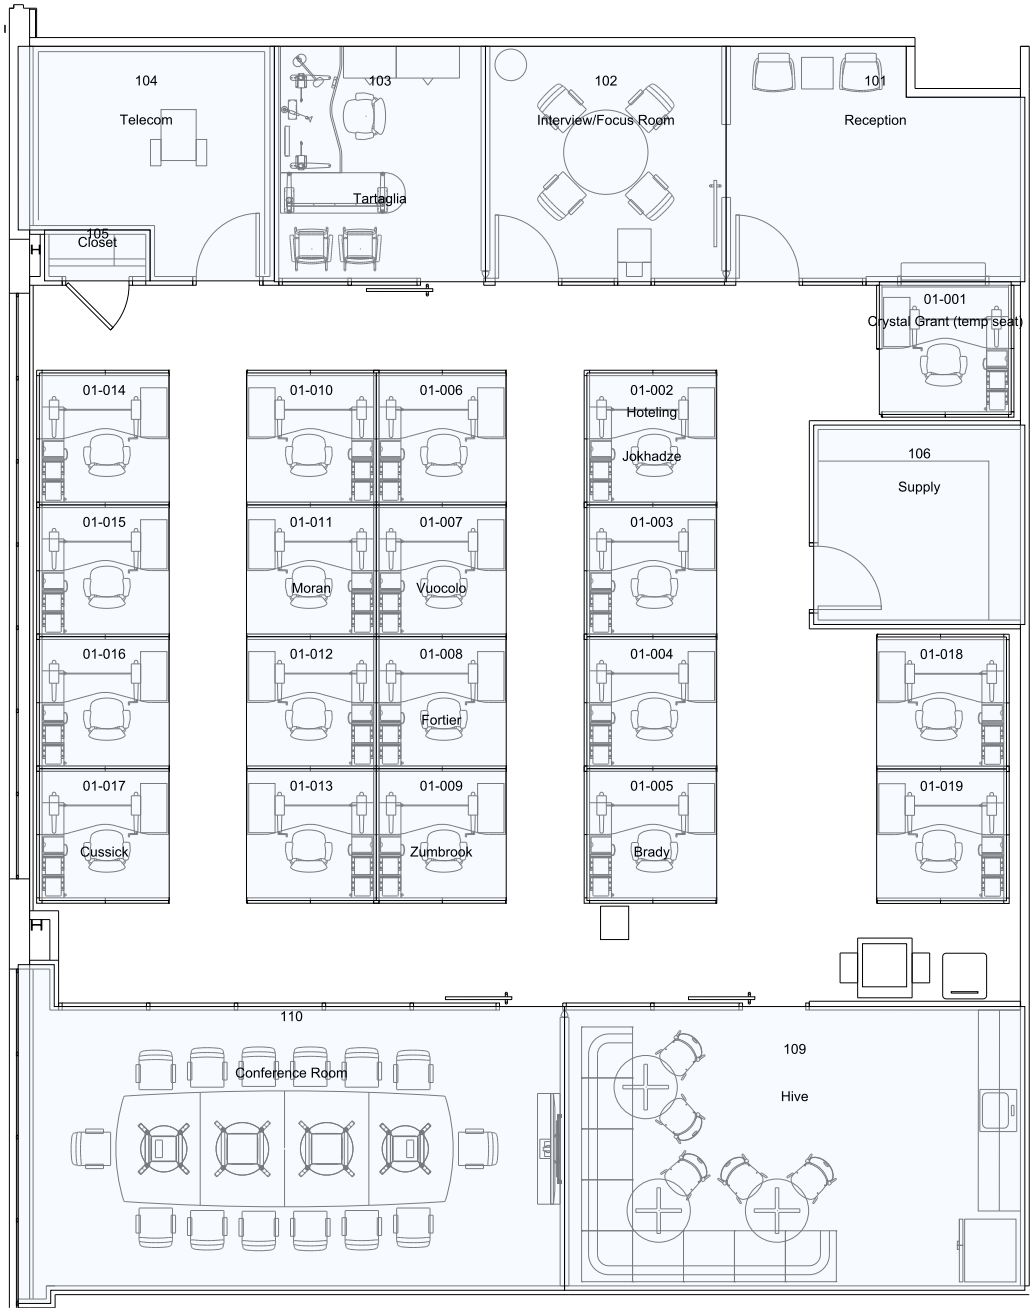 104
Telecom
103
Tartaglia
102
Interview/Focus Room
101
Reception
105
Closet
01-001
Crystal Grant (temp seat)
01-014
01-010
01-006
01-002
Hoteling
Jokhadze
106
Supply
01-015
01-011
Moran
01-007
Vuocolo
01-003
01-016
01-012
01-008
Fortier
01-004
01-018
01-017
Cussick
01-013
01-009
Zumbrook
01-005
Brady
01-019
110
Conference Room
109
Hive